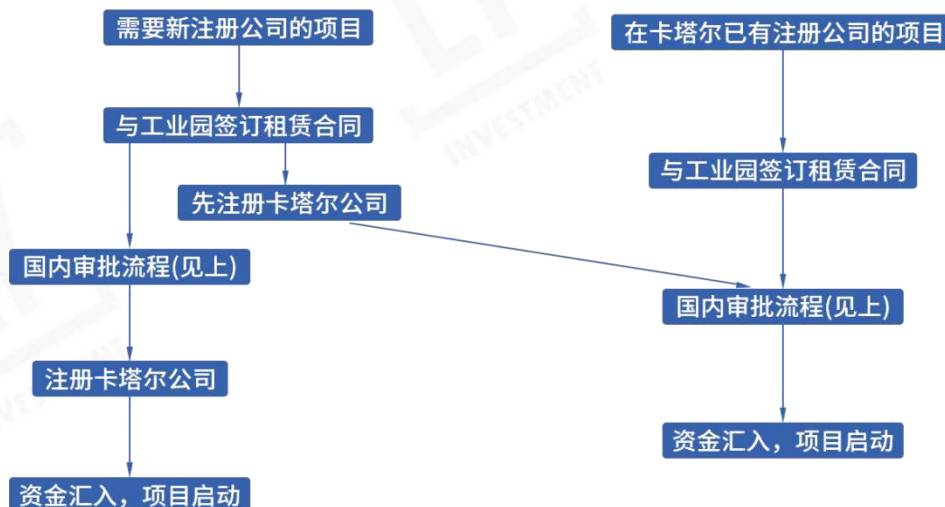 需要新注册公司的项目
在卡塔尔已有注册公司的项目
与工业园签订租赁合同
与工业园签订租赁合同
先注册卡塔尔公司
国内审批流程(见上)
国内审批流程(见上)
注册卡塔尔公司
资金汇入，项目启动
资金汇入，项目启动
INVESTMENT